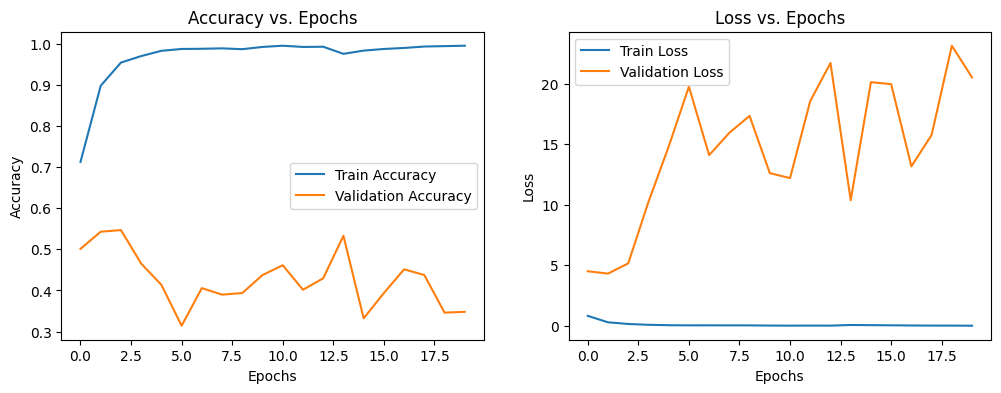 Accuracy vs. Epochs
1.0
0.9
0.8
0.7
0.6
0.5
0.4
0.3
Accuracy
Train Accuracy
Validation Accuracy
0.0 2.5 5.0 7.5 10.0 12.5 15.0 17.5
Epochs
Loss vs. Epochs
Train Loss
Validation Loss
20
15
10
5
0
Loss
0.0 2.5 5.0 7.5 10.0 12.5 15.0 17.5
Epochs